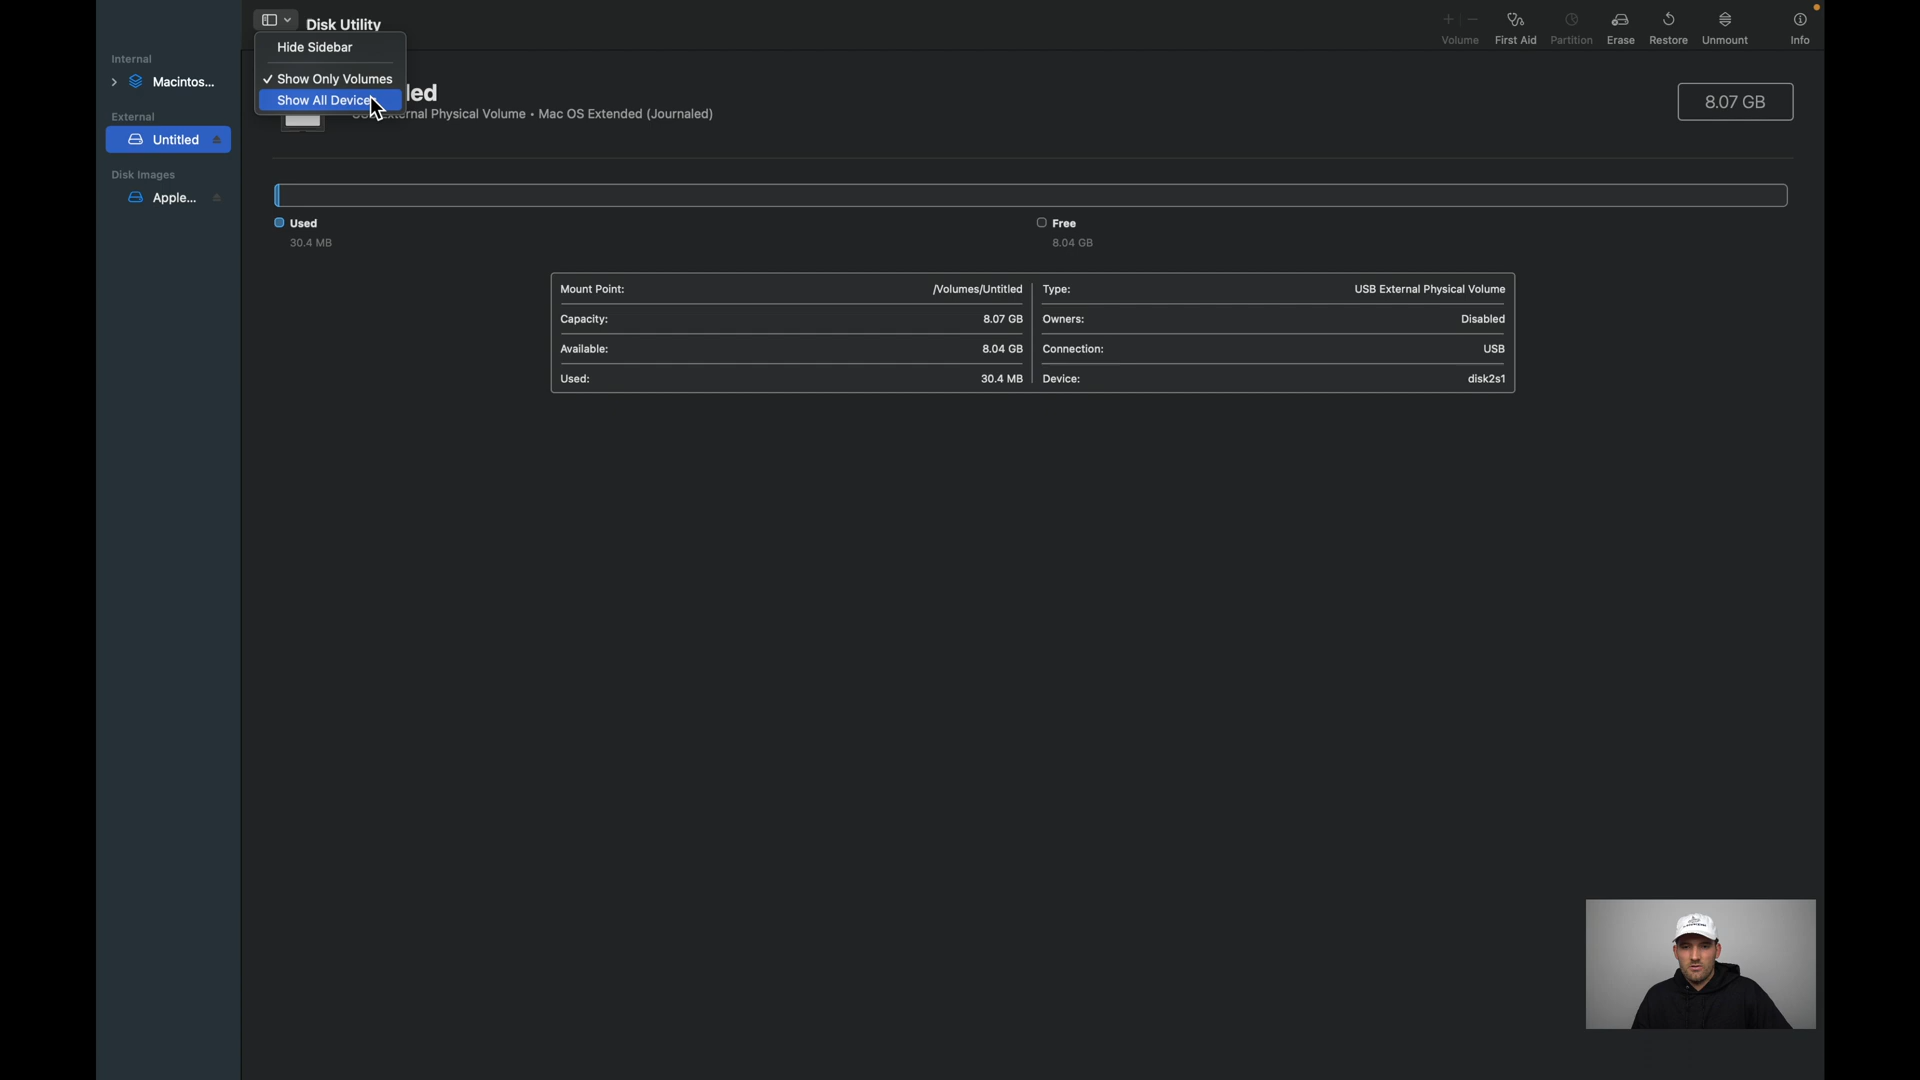 Disk Utility
Hide Sidebar
✓ Show Only Volumes
Show All Device
Internal
Macintos...
External
Untitled
Disk Images
Apple...
Volume
First Aid
Partition
Erase
Restore
Unmount
Info
led
External Physical Volume • Mac OS Extended (Journaled)
8.07 GB
Used
30.4 MB
Free
8.04 GB
Mount Point: /Volumes/Untitled
Capacity: 8.07 GB
Available: 8.04 GB
Used: 30.4 MB
Type: USB External Physical Volume
Owners: Disabled
Connection: USB
Device: disk2s1